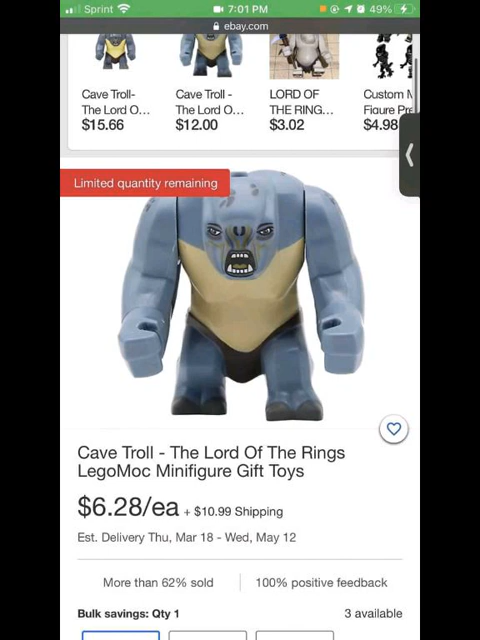 Sprint
7:01 PM
49%
ebay.com
Cave Troll-
The Lord O...
$15.66
Cave Troll -
The Lord O...
$12.00
LORD OF
THE RING...
$3.02
Custom M
Figure Pre
$4.98
Limited quantity remaining
Cave Troll - The Lord Of The Rings
LegoMoc Minifigure Gift Toys
$6.28/ea + $10.99 Shipping
Est. Delivery Thu, Mar 18 - Wed, May 12
More than 62% sold
100% positive feedback
Bulk savings: Qty 1
3 available